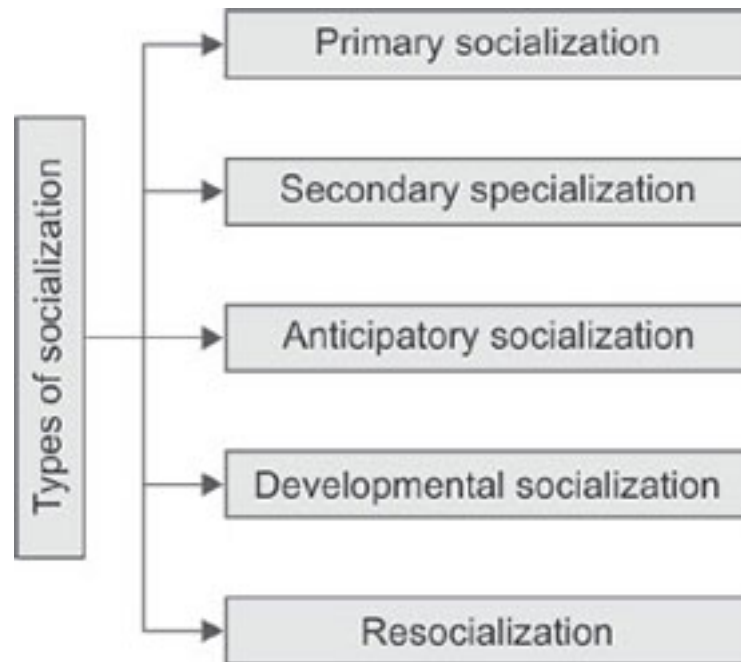 Types of socialization
Primary socialization
Secondary specialization
Anticipatory socialization
Developmental socialization
Resocialization